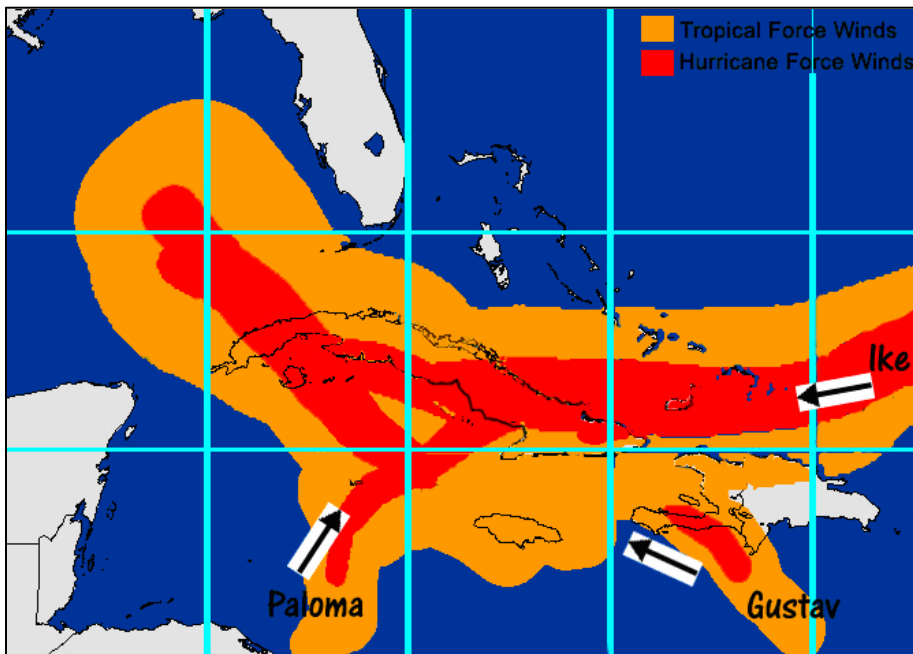 Tropical Force Winds
Hurricane Force Winds
Ike
Paloma
Gustav